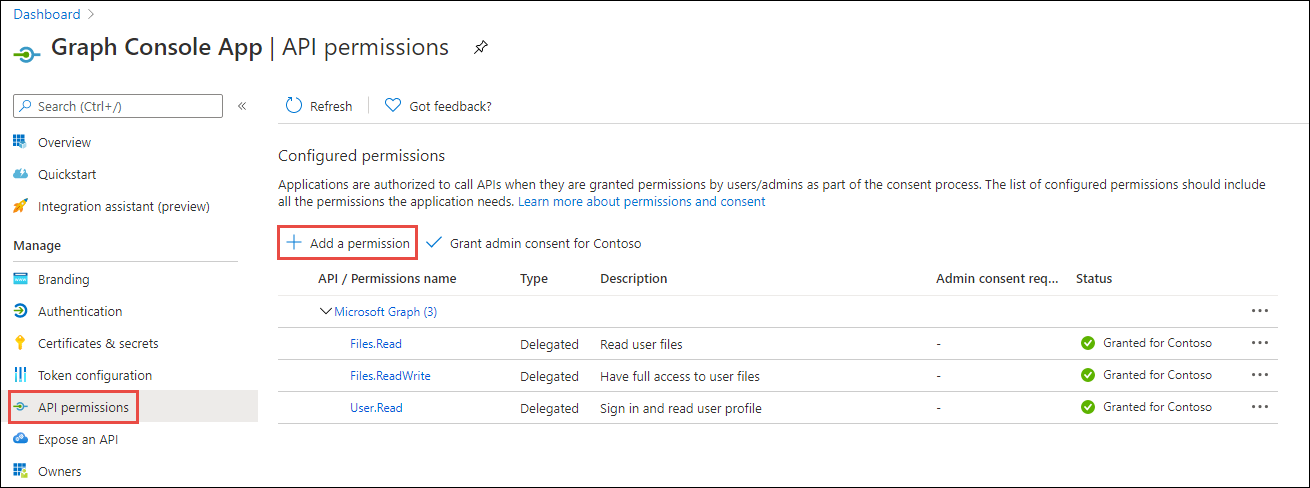 Dashboard
Graph Console App | API permissions
Search (Ctrl+/)
«
Refresh
Got feedback?
Overview
Quickstart
Integration assistant (preview)
Manage
Branding
Authentication
Certificates & secrets
Token configuration
API permissions
Expose an API
Owners
Configured permissions
Applications are authorized to call APIs when they are granted permissions by users/admins as part of the consent process. The list of configured permissions should include
all the permissions the application needs. Learn more about permissions and consent
Add a permission
Grant admin consent for Contoso
API / Permissions name Type Description Admin consent req... Status
Microsoft Graph (3) ...
Files.Read Delegated Read user files - Granted for Contoso ...
Files.ReadWrite Delegated Have full access to user files - Granted for Contoso ...
User.Read Delegated Sign in and read user profile - Granted for Contoso ...